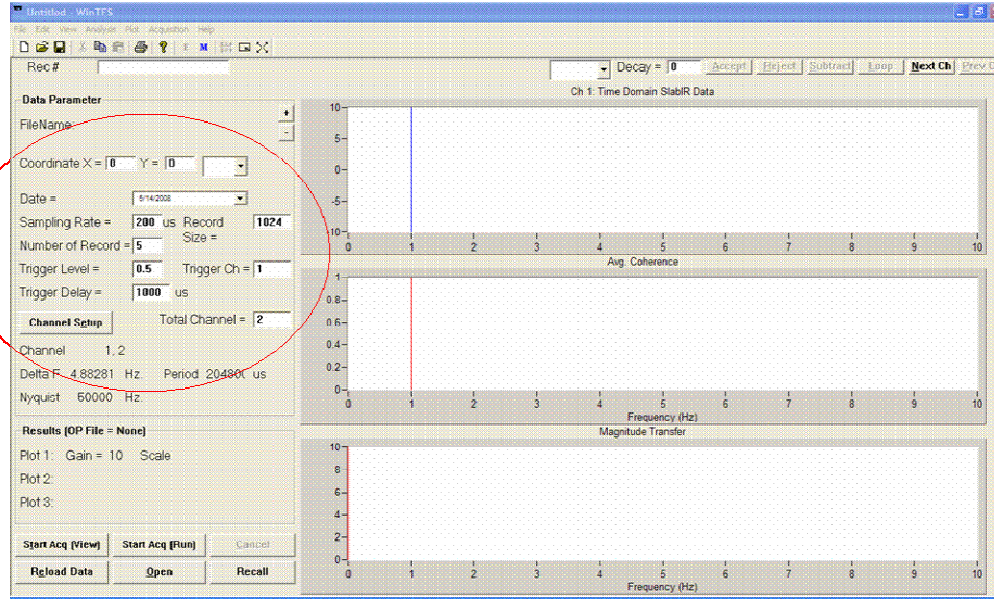 Untitled - WinTFS
File Edit View Analysis Plot Acquisition Help
Rec # Decay = 0 Accept Reject Subtract Loop Next Ch Prev C
Data Parameter
+
FileName:
-
Coordinate X = 0 Y = 0
Date = 5/14/2008
Sampling Rate = 200 us Record Size = 1024
Number of Record = 5
Trigger Level = 0.5 Trigger Ch = 1
Trigger Delay = 1000 us
Channel Setup Total Channel = 2
Channel 1, 2
Delta F 4.88281 Hz. Period 204800 us
Nyquist 50000 Hz.
Results (OP File = None)
Plot 1: Gain = 10 Scale
Plot 2:
Plot 3:
Start Acq (View) Start Acq (Run) Cancel
Reload Data Open Recall
Ch 1: Time Domain SlabIR Data
10
5
0
-5
-10
0 1 2 3 4 5 6 7 8 9 10
Avg. Coherence
1
0.8
0.6
0.4
0.2
0
0 1 2 3 4 5 6 7 8 9 10
Frequency (Hz)
Magnitude Transfer
10
8
6
4
2
0
0 1 2 3 4 5 6 7 8 9 10
Frequency (Hz)